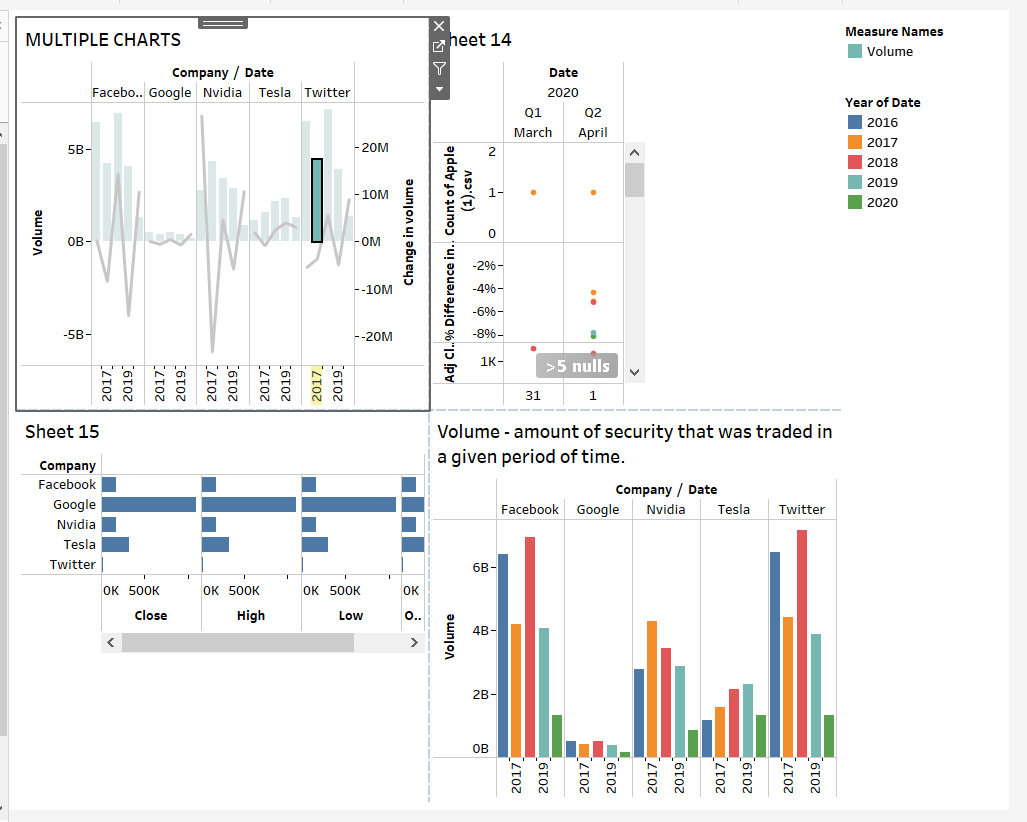 MULTIPLE CHARTS
Company / Date
Facebo.. Google Nvidia Tesla Twitter
Volume
5B
0B
-5B
20M
10M
0M
-10M
-20M
Change in volume
2017 2019 2017 2019 2017 2019 2017 2019 2017 2019
heet 14
Date
2020
Q1 Q2
March April
Count of Apple
(1).csv
2
1
0
% Difference in..
-2%
-4%
-6%
-8%
Adj Cl..
1K
>5 nulls
31 1
Measure Names
Volume
Year of Date
2016
2017
2018
2019
2020
Sheet 15
Company
Facebook
Google
Nvidia
Tesla
Twitter
0K 500K 0K 500K 0K 500K 0K
Close High Low O..
Volume - amount of security that was traded in
a given period of time.
Company / Date
Facebook Google Nvidia Tesla Twitter
Volume
6B
4B
2B
0B
2017 2019 2017 2019 2017 2019 2017 2019 2017 2019